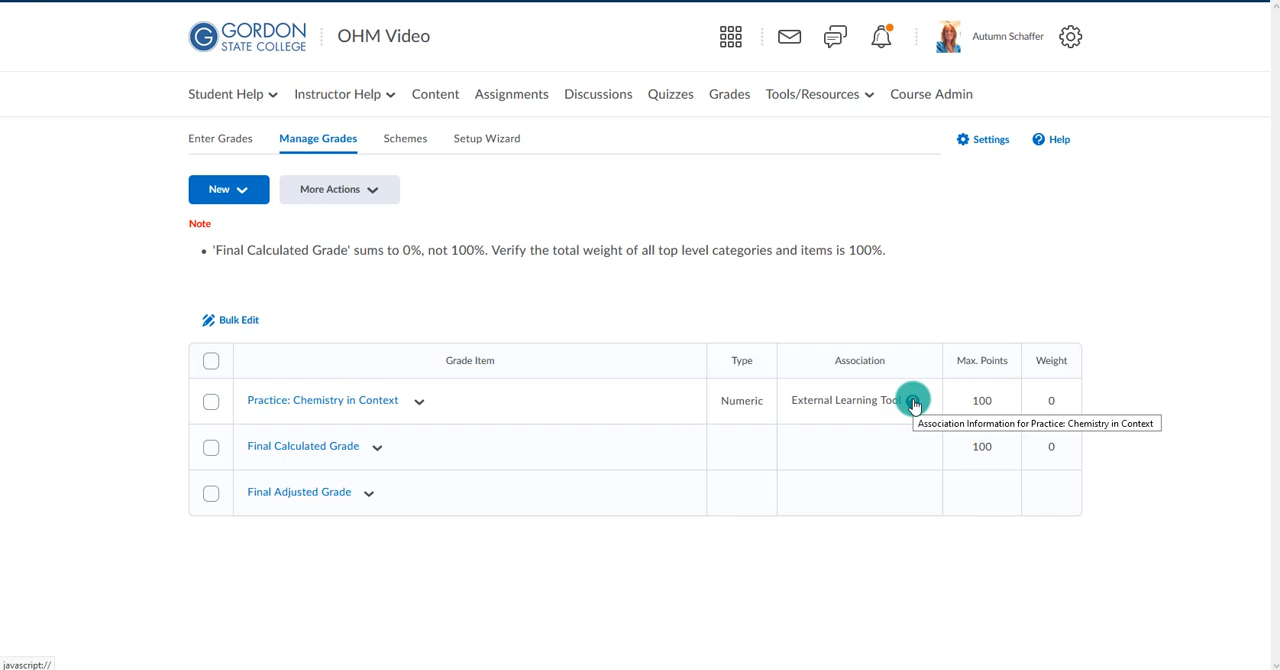 GORDON
STATE COLLEGE
OHM Video
Autumn Schaffer
Student Help
Instructor Help
Content
Assignments
Discussions
Quizzes
Grades
Tools/Resources
Course Admin
Enter Grades
Manage Grades
Schemes
Setup Wizard
Settings
Help
New
More Actions
Note
'Final Calculated Grade' sums to 0%, not 100%. Verify the total weight of all top level categories and items is 100%.
Bulk Edit
Grade Item
Type
Association
Max. Points
Weight
Practice: Chemistry in Context
Numeric
External Learning Tool
100
0
Association Information for Practice: Chemistry in Context
Final Calculated Grade
100
0
Final Adjusted Grade
javascript://